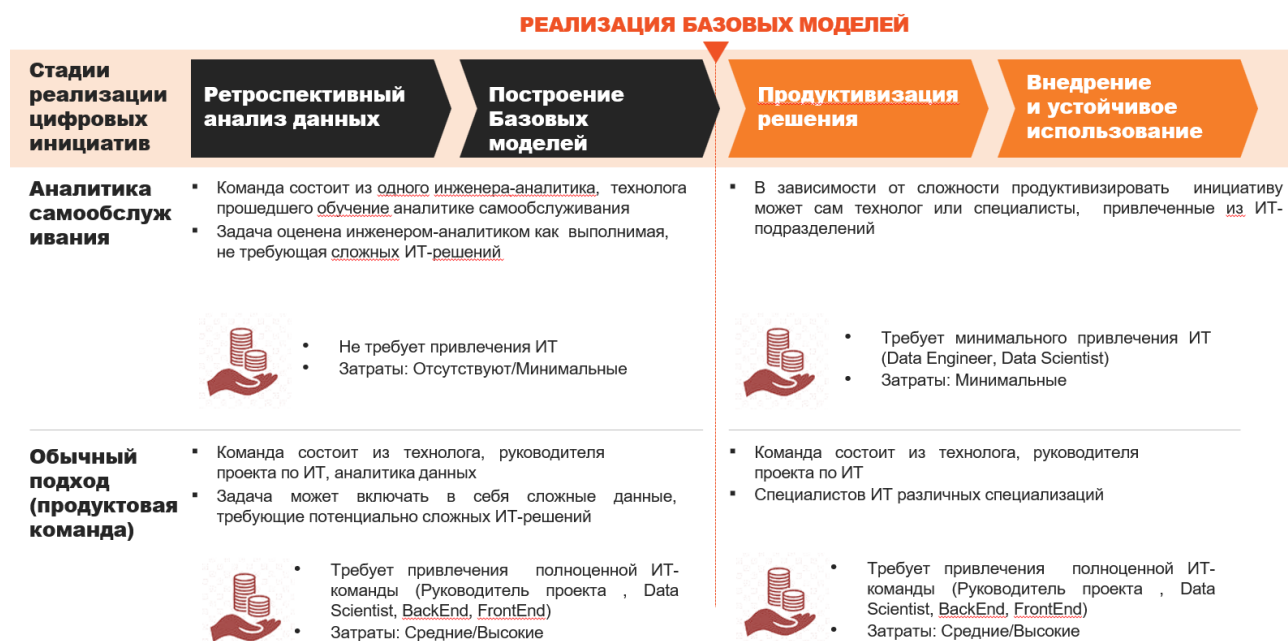 РЕАЛИЗАЦИЯ БАЗОВЫХ МОДЕЛЕЙ
Стадии
реализации
цифровых
инициатив
Ретроспективный
анализ данных
Построение
Базовых
моделей
Продуктивизация
решения
Внедрение
и устойчивое
использование
Аналитика
самообслуж
ивания
▪ Команда состоит из одного инженера-аналитика, технолога
прошедшего обучение аналитике самообслуживания
▪ Задача оценена инженером-аналитиком как выполнимая,
не требующая сложных ИТ-решений
▪ В зависимости от сложности продуктивизировать инициативу
может сам технолог или специалисты, привлеченные из ИТ-
подразделений
• Не требует привлечения ИТ
• Затраты: Отсутствуют/Минимальные
• Требует минимального привлечения ИТ
(Data Engineer, Data Scientist)
• Затраты: Минимальные
Обычный
подход
(продуктовая
команда)
▪ Команда состоит из технолога, руководителя
проекта по ИТ, аналитика данных
▪ Задача может включать в себя сложные данные,
требующие потенциально сложных ИТ-решений
▪ Команда состоит из технолога, руководителя
проекта по ИТ
▪ Специалистов ИТ различных специализаций
• Требует привлечения полноценной ИТ-
команды (Руководитель проекта , Data
Scientist, BackEnd, FrontEnd)
• Затраты: Средние/Высокие
• Требует привлечения полноценной ИТ-
команды (Руководитель проекта , Data
Scientist, BackEnd, FrontEnd)
• Затраты: Средние/Высокие